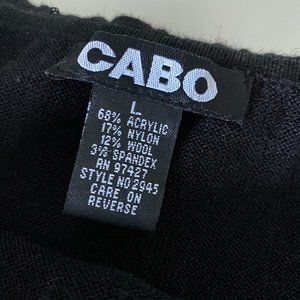 CABO
L
68% ACRYLIC
17% NYLON
12% WOOL
3% SPANDEX
RN 97427
STYLE NO 2945
CARE ON
REVERSE